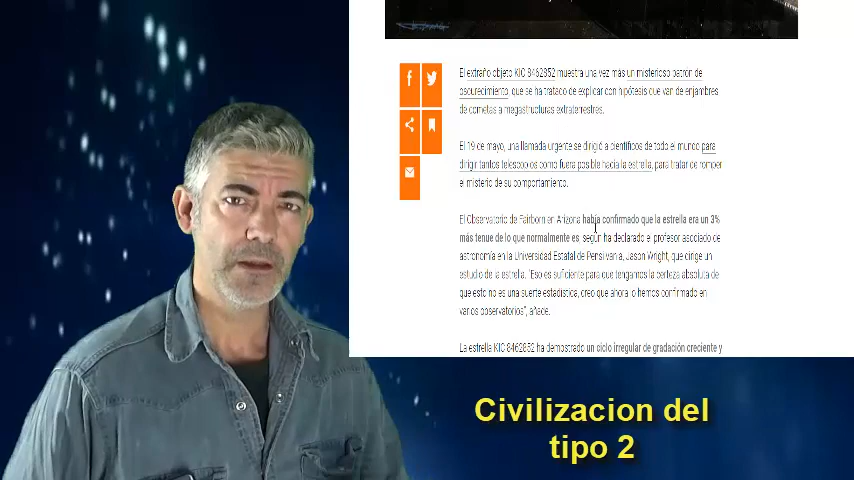 El extraño objeto KIC 8462852 muestra una vez más un misterioso patrón de
oscurecimiento, que se ha tratado de explicar con hipótesis que van de enjambres
de cometas a megastructuras extraterrestres.
El 19 de mayo, una llamada urgente se dirigió a científicos de todo el mundo para
dirigir tantos telescopios como fuera posible hacia la estrella, para tratar de romper
el misterio de su comportamiento.
El Observatorio de Fairborn en Arizona había confirmado que la estrella era un 3%
más tenue de lo que normalmente es, según ha declarado el profesor asociado de
astronomía en la Universidad Estatal de Pensilvania, Jason Wright, que dirige un
estudio de la estrella. "Eso es suficiente para que tengamos la certeza absoluta de
que esto no es una suerte estadística, creo que ahora lo hemos confirmado en
varios observatorios", añade.
La estrella KIC 8462852 ha demostrado un ciclo irregular de gradación creciente y
Civilizacion del
tipo 2